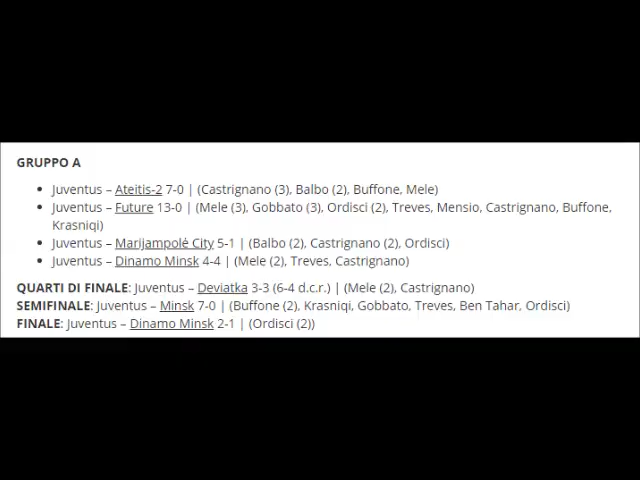 GRUPPO A
• Juventus – Ateitis-2 7-0 | (Castrignano (3), Balbo (2), Buffone, Mele)
• Juventus – Future 13-0 | (Mele (3), Gobbato (3), Ordisci (2), Treves, Mensio, Castrignano, Buffone,
Krasniqi)
• Juventus – Marijampolė City 5-1 | (Balbo (2), Castrignano (2), Ordisci)
• Juventus – Dinamo Minsk 4-4 | (Mele (2), Treves, Castrignano)
QUARTI DI FINALE: Juventus – Deviatka 3-3 (6-4 d.c.r.) | (Mele (2), Castrignano)
SEMIFINALE: Juventus – Minsk 7-0 | (Buffone (2), Krasniqi, Gobbato, Treves, Ben Tahar, Ordisci)
FINALE: Juventus – Dinamo Minsk 2-1 | (Ordisci (2))